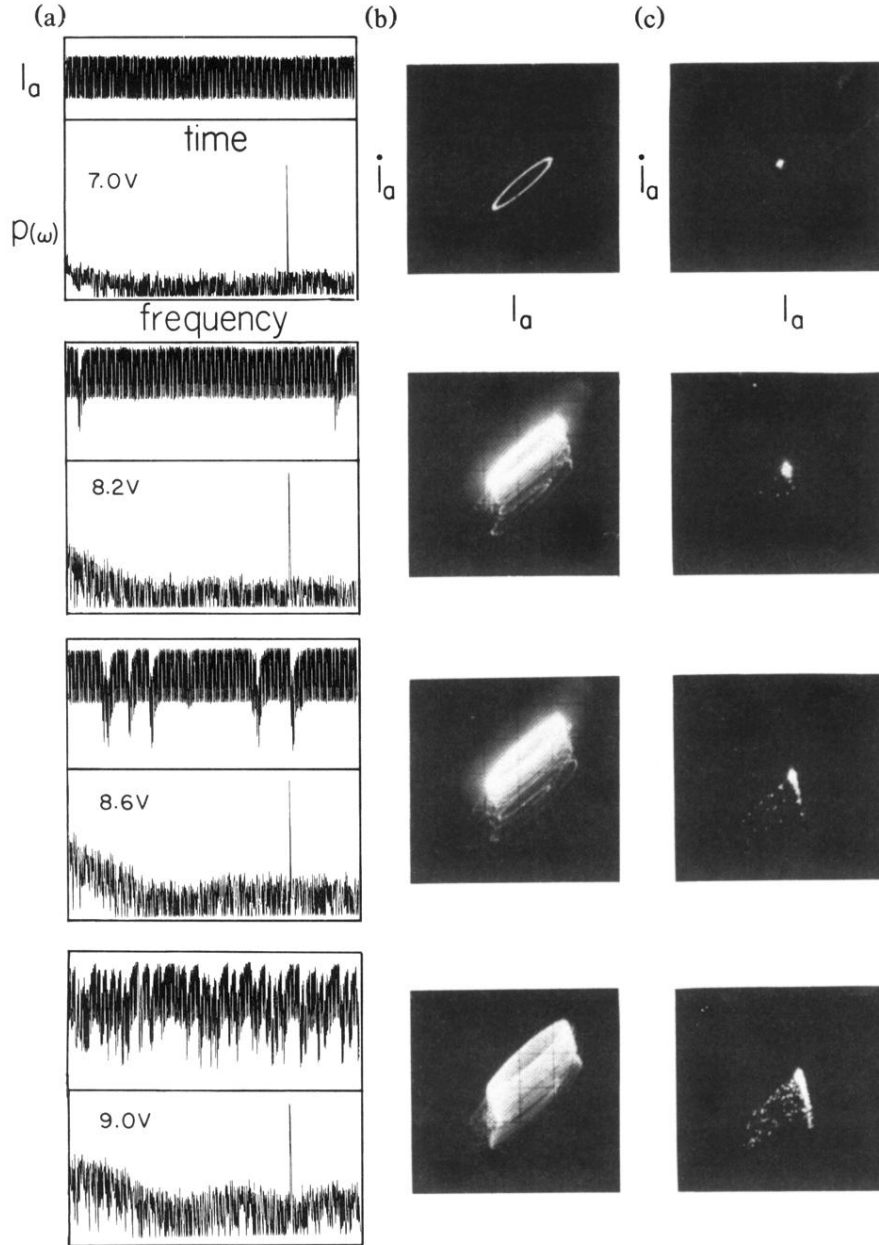 (a)
(b)
(c)
Ia
time
7.0V
P(ω)
frequency
i̇a
Ia
i̇a
Ia
8.2V
8.6V
9.0V